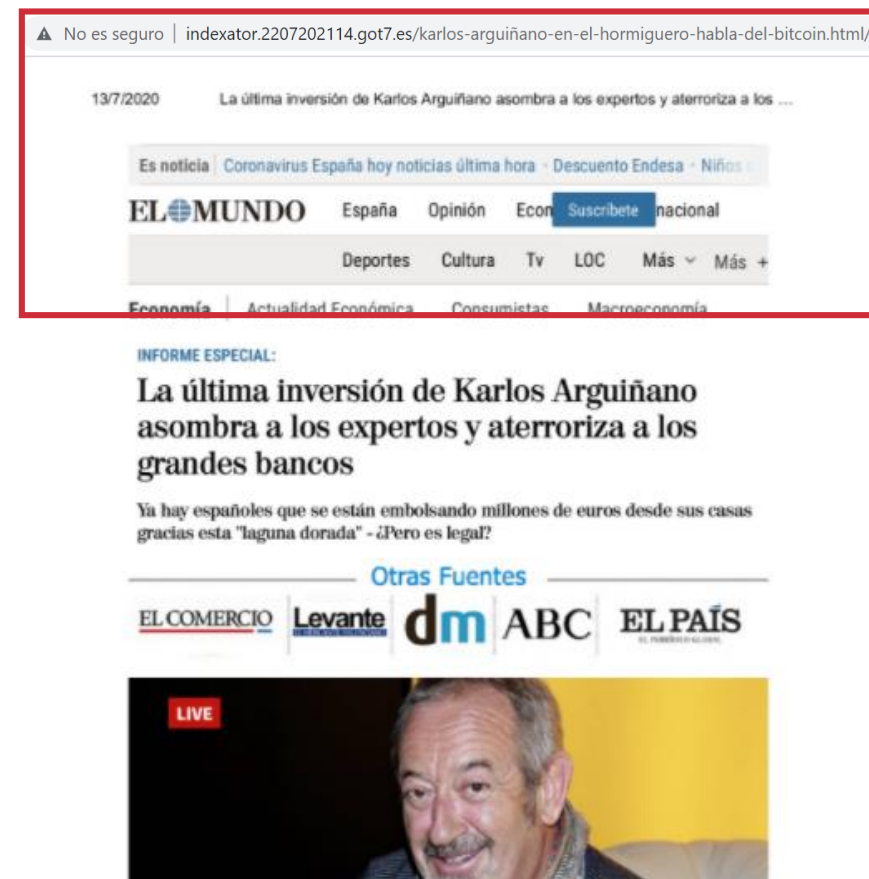 No es seguro | indexator.2207202114.got7.es/karlos-arguiñano-en-el-hormiguero-habla-del-bitcoin.html/
13/7/2020 La última inversión de Karlos Arguiñano asombra a los expertos y aterroriza a los ...
Es noticia Coronavirus España hoy noticias última hora - Descuento Endesa - Niños
EL MUNDO España Opinión Econ Suscríbete nacional
Deportes Cultura Tv LOC Más Más +
Economía Actualidad Económica Consumistas Macroeconomía
INFORME ESPECIAL:
La última inversión de Karlos Arguiñano
asombra a los expertos y aterroriza a los
grandes bancos
Ya hay españoles que se están embolsando millones de euros desde sus casas
gracias esta "laguna dorada" - ¿Pero es legal?
Otras Fuentes
EL COMERCIO Levante dm ABC EL PAÍS
LIVE